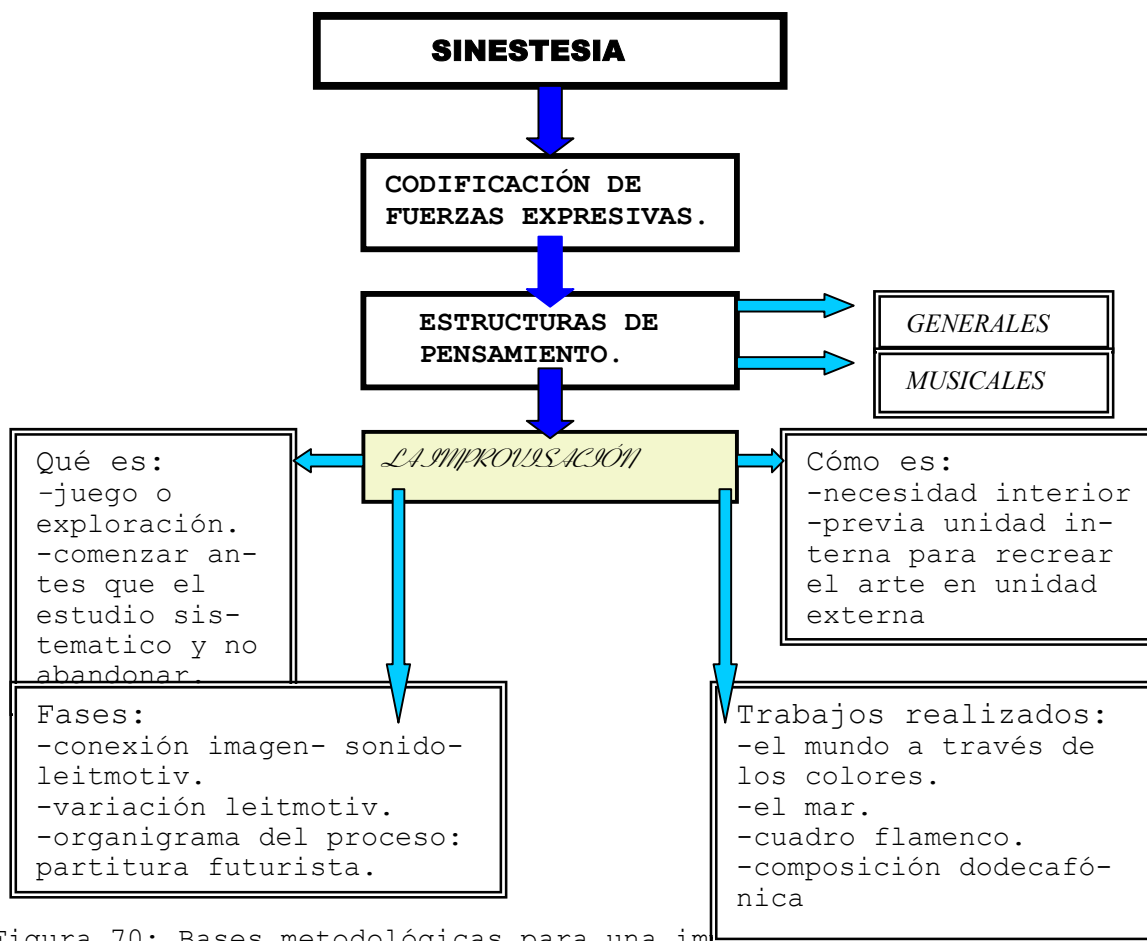 SINESTESIA
CODIFICACIÓN DE
FUERZAS EXPRESIVAS.
ESTRUCTURAS DE
PENSAMIENTO.
GENERALES
MUSICALES
LA IMPROVISACIÓN
Qué es:
-juego o
exploración.
-comenzar an-
tes que el
estudio sis-
tematico y no
abandonar.
Cómo es:
-necesidad interior
-previa unidad in-
terna para recrear
el arte en unidad
externa
Fases:
-conexión imagen- sonido-
leitmotiv.
-variación leitmotiv.
-organigrama del proceso:
partitura futurista.
Trabajos realizados:
-el mundo a través de
los colores.
-el mar.
-cuadro flamenco.
-composición dodecafó-
nica
Figura 70: Bases metodológicas para una